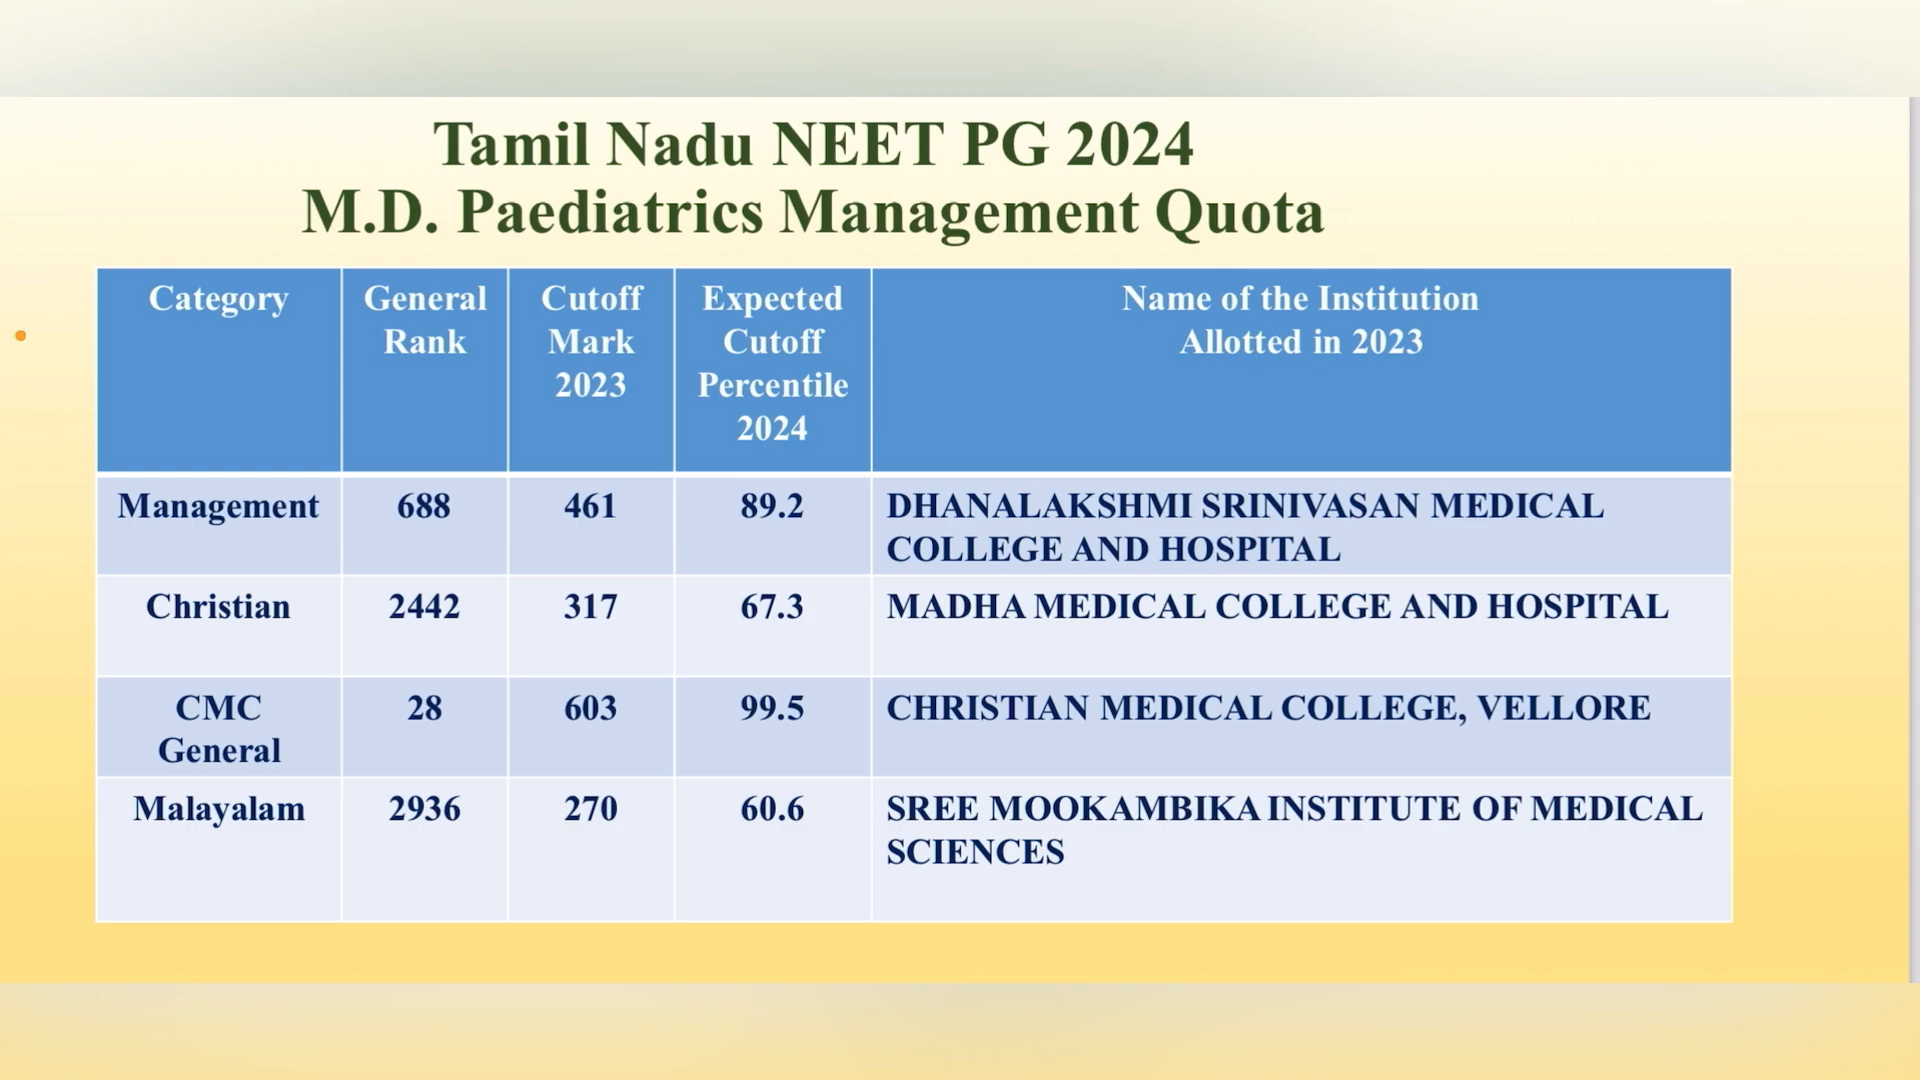 Tamil Nadu NEET PG 2024
M.D. Paediatrics Management Quota
Category
General
Rank
Cutoff
Mark
2023
Expected
Cutoff
Percentile
2024
Name of the Institution
Allotted in 2023
Management
688
461
89.2
DHANALAKSHMI SRINIVASAN MEDICAL
COLLEGE AND HOSPITAL
Christian
2442
317
67.3
MADHA MEDICAL COLLEGE AND HOSPITAL
CMC
General
28
603
99.5
CHRISTIAN MEDICAL COLLEGE, VELLORE
Malayalam
2936
270
60.6
SREE MOOKAMBIKA INSTITUTE OF MEDICAL
SCIENCES